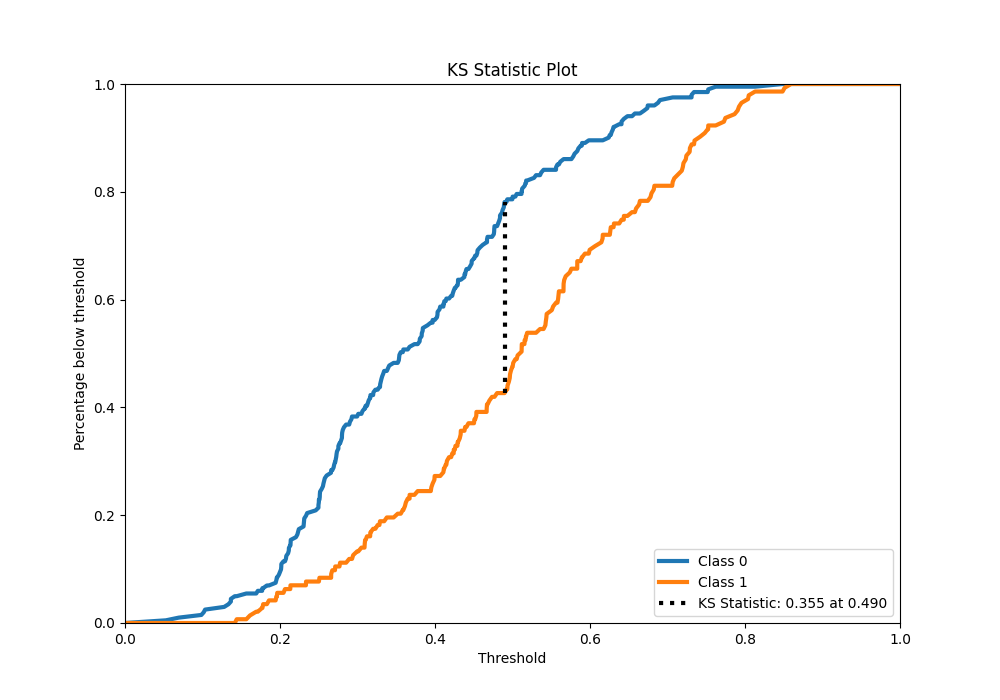 KS Statistic Plot
1.0
0.8
0.6
0.4
0.2
0.0
Percentage below threshold
0.0 0.2 0.4 0.6 0.8 1.0
Threshold
Class 0
Class 1
KS Statistic: 0.355 at 0.490